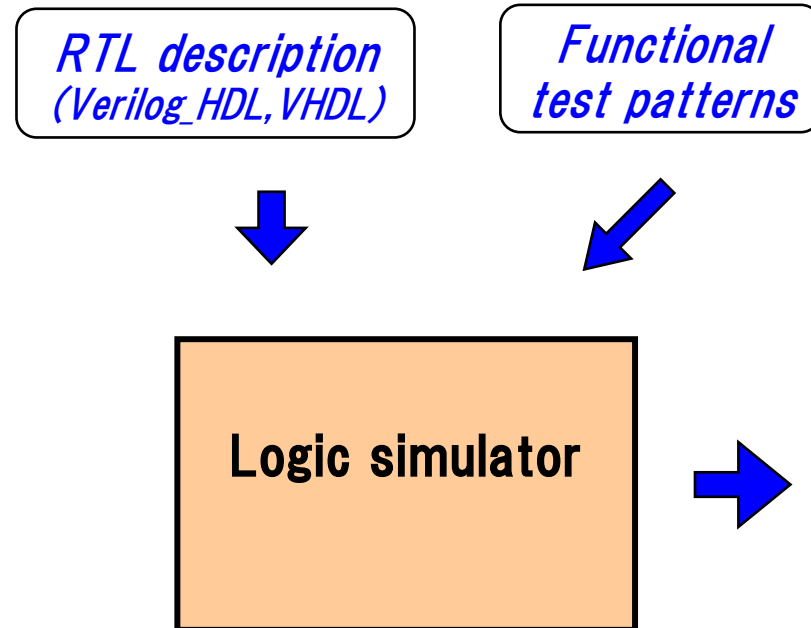 RTL description
(Verilog_HDL,VHDL)
Functional
test patterns
Logic simulator